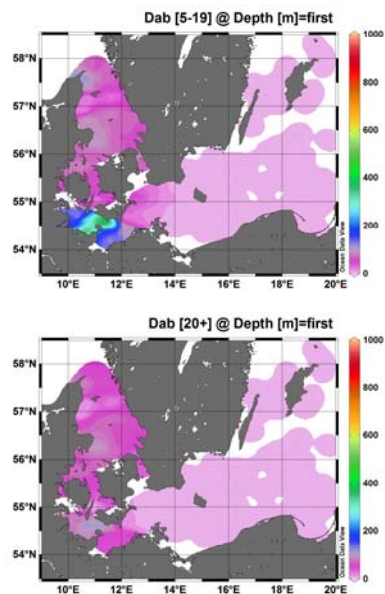 Dab [5-19] @ Depth [m]=first
58°N
57°N
56°N
55°N
54°N
10°E 12°E 14°E 16°E 18°E 20°E
1000
800
600
400
200
0
Ocean Data View
Dab [20+] @ Depth [m]=first
58°N
57°N
56°N
55°N
54°N
10°E 12°E 14°E 16°E 18°E 20°E
1000
800
600
400
200
0
Ocean Data View